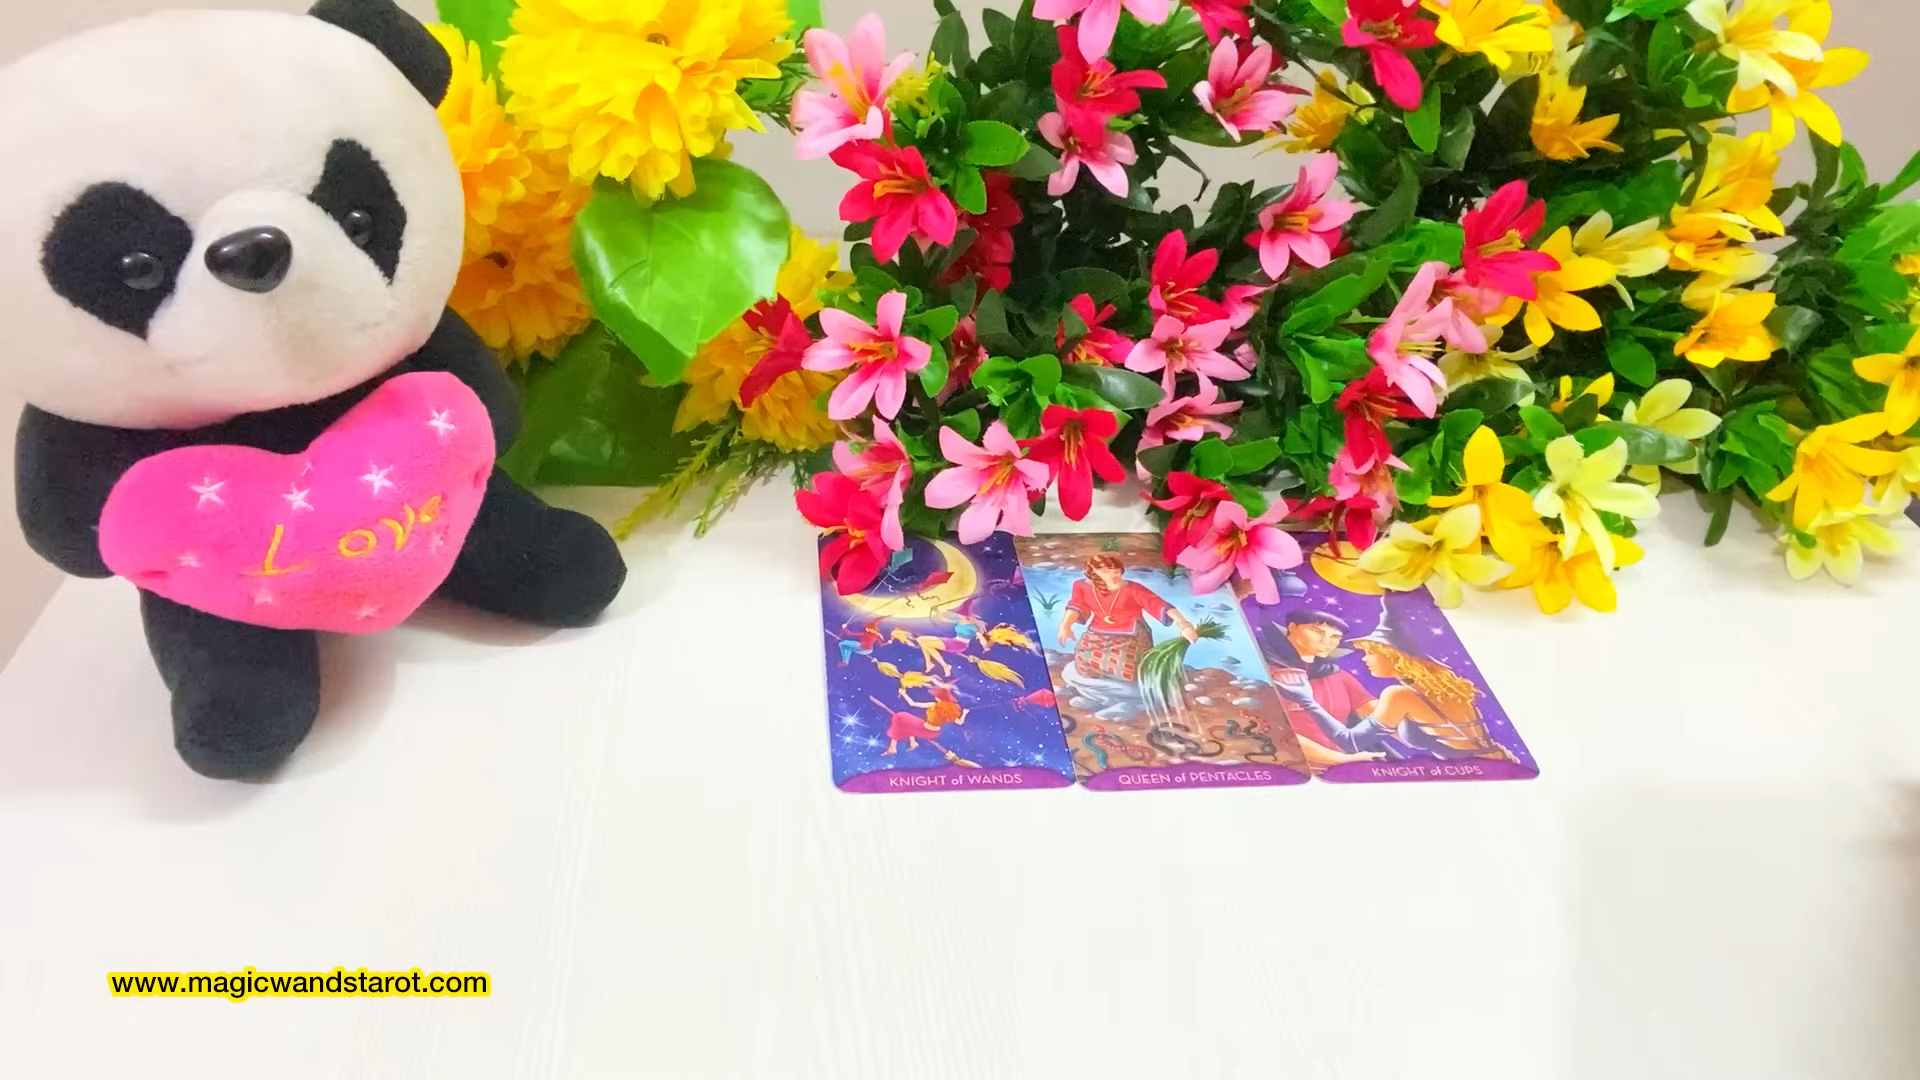 Love
KNIGHT of WANDS
QUEEN of PENTACLES
KNIGHT of CUPS
www.magicwandstarot.com